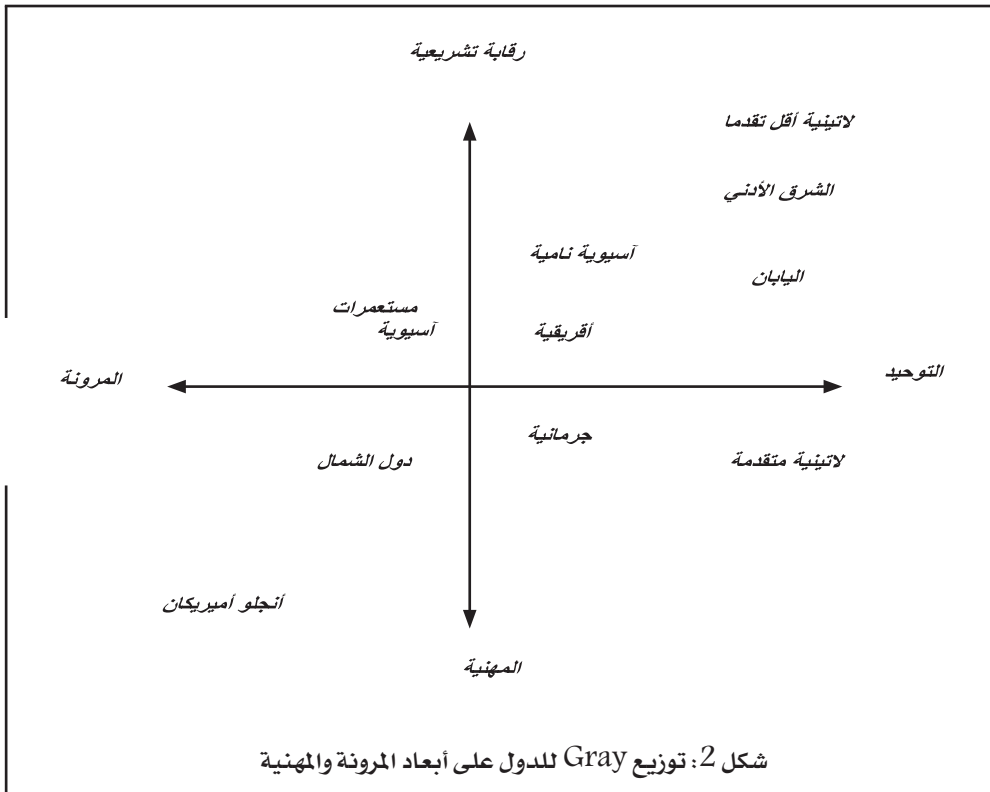 رقابة تشريعية
لاتينية أقل تقدما
الشرق الأدني
آسيوية نامية
اليابان
مستعمرات
آسيوية
أفريقية
التوحيد
المرونة
جرمانية
لاتينية متقدمة
دول الشمال
أنجلو أميريكان
المهنية
شكل 2: توزيع Gray للدول على أبعاد المرونة والمهنية